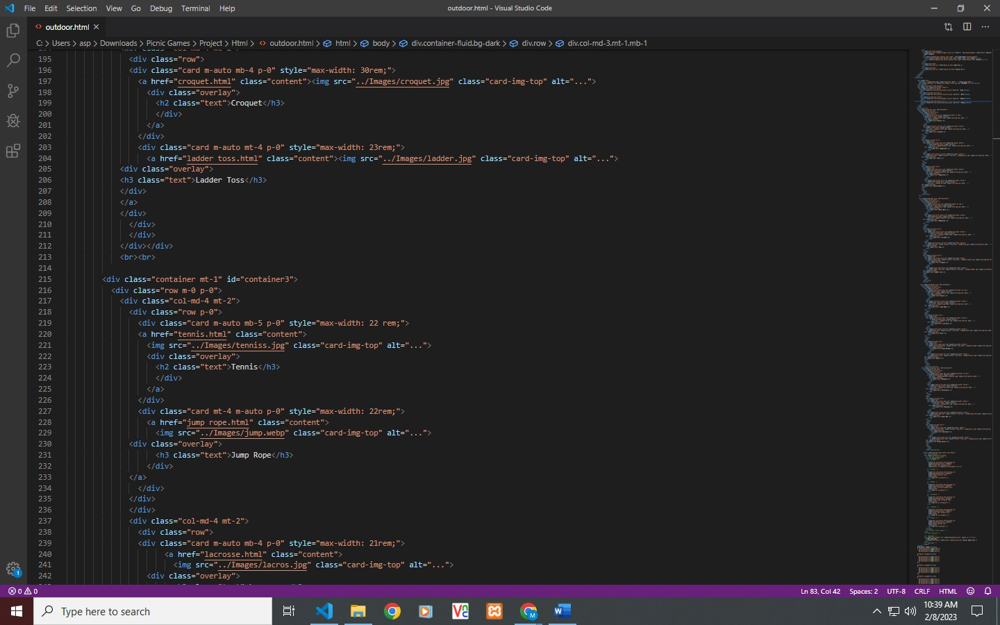 File Edit Selection View Go Debug Terminal Help
outdoor.html - Visual Studio Code
outdoor.html
C: > Users > asp > Downloads > Picnic Games > Project > Html > outdoor.html > html > body > div.container-fluid.bg-dark > div.row > div.col-md-3.mt-1.mb-1
195 <div class="row">
196 <div class="card m-auto mb-4 p-0" style="max-width: 30rem;">
197 <a href="croquet.html" class="content"><img src="../Images/croquet.jpg" class="card-img-top" alt="...">
198 <div class="overlay">
199 <h2 class="text">Croquet</h3>
200 </div>
201 </a>
202 </div>
203 <div class="card m-auto mt-4 p-0" style="max-width: 23rem;">
204 <a href="ladder toss.html" class="content"><img src="../Images/ladder.jpg" class="card-img-top" alt="...">
205 <div class="overlay">
206 <h3 class="text">Ladder Toss</h3>
207 </div>
208 </a>
209 </div>
210 </div>
211 </div>
212 </div></div>
213 <br><br>
214
215 <div class="container mt-1" id="container3">
216 <div class="row m-0 p-0">
217 <div class="col-md-4 mt-2">
218 <div class="row p-0">
219 <div class="card m-auto mb-5 p-0" style="max-width: 22 rem;">
220 <a href="tennis.html" class="content">
221 <img src="../Images/tenniss.jpg" class="card-img-top" alt="...">
222 <div class="overlay">
223 <h2 class="text">Tennis</h3>
224 </div>
225 </a>
226 </div>
227 <div class="card mt-4 m-auto p-0" style="max-width: 22rem;">
228 <a href="jump rope.html" class="content">
229 <img src="../Images/jump.webp" class="card-img-top" alt="...">
230 <div class="overlay">
231 <h3 class="text">Jump Rope</h3>
232 </div>
233 </a>
234 </div>
235 </div>
236 </div>
237 <div class="col-md-4 mt-2">
238 <div class="row">
239 <div class="card m-auto mb-4 p-0" style="max-width: 21rem;">
240 <a href="lacrosse.html" class="content">
241 <img src="../Images/lacros.jpg" class="card-img-top" alt="...">
242 <div class="overlay">
1
0 0 Ln 83, Col 42 Spaces: 2 UTF-8 CRLF HTML
Type here to search
10:39 AM
2/8/2023